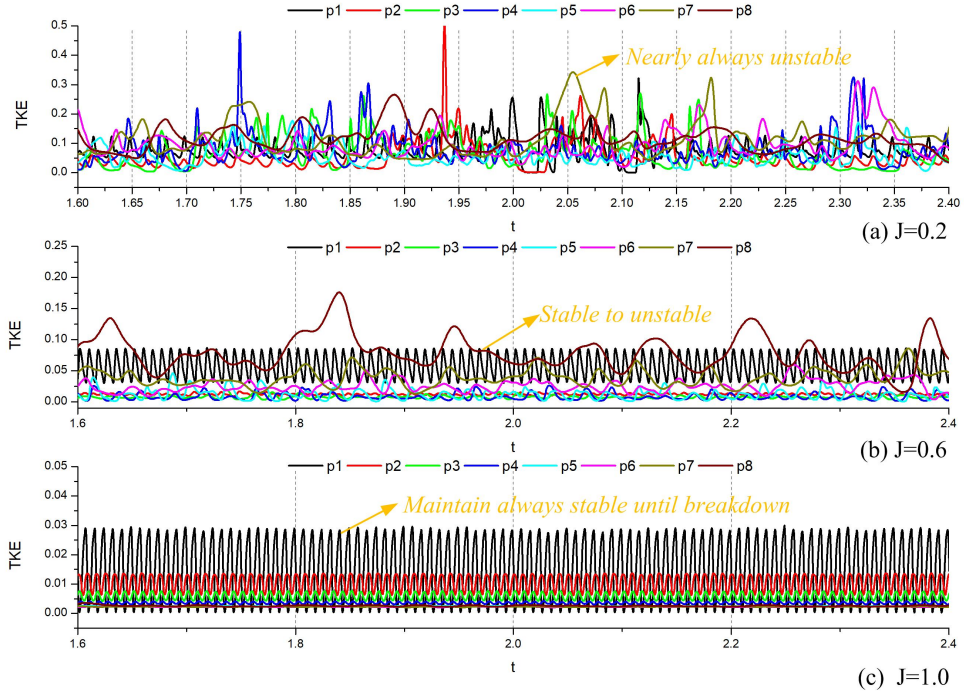 p1 p2 p3 p4 p5 p6 p7 p8
0.5
0.4
0.3
0.2
0.1
0.0
TKE
Nearly always unstable
1.60 1.65 1.70 1.75 1.80 1.85 1.90 1.95 2.00 2.05 2.10 2.15 2.20 2.25 2.30 2.35 2.40
t
(a) J=0.2
p1 p2 p3 p4 p5 p6 p7 p8
0.25
0.20
0.15
0.10
0.05
0.00
TKE
Stable to unstable
1.6 1.8 2.0 2.2 2.4
t
(b) J=0.6
p1 p2 p3 p4 p5 p6 p7 p8
0.05
0.04
0.03
0.02
0.01
0.00
TKE
Maintain always stable until breakdown
1.6 1.8 2.0 2.2 2.4
t
(c) J=1.0